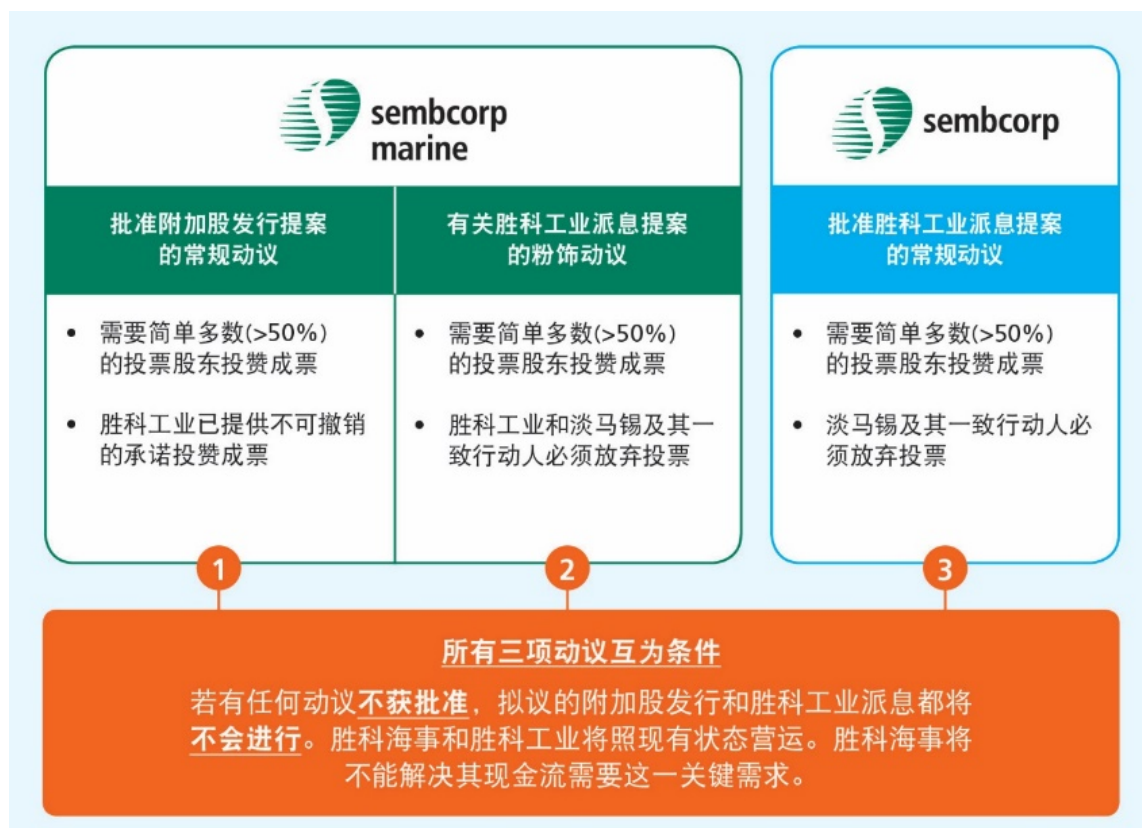 sembcorp
marine
批准附加股发行提案
的常规动议
• 需要简单多数(>50%)
的投票股东投赞成票
• 胜科工业已提供不可撤销
的承诺投赞成票
有关胜科工业派息提案
的粉饰动议
• 需要简单多数(>50%)
的投票股东投赞成票
• 胜科工业和淡马锡及其一
致行动人必须放弃投票
sembcorp
批准胜科工业派息提案
的常规动议
• 需要简单多数(>50%)
的投票股东投赞成票
• 淡马锡及其一致行动人必
须放弃投票
1
2
3
所有三项动议互为条件
若有任何动议不获批准，拟议的附加股发行和胜科工业派息都将
不会进行。胜科海事和胜科工业将照现有状态营运。胜科海事将
不能解决其现金流需要这一关键需求。